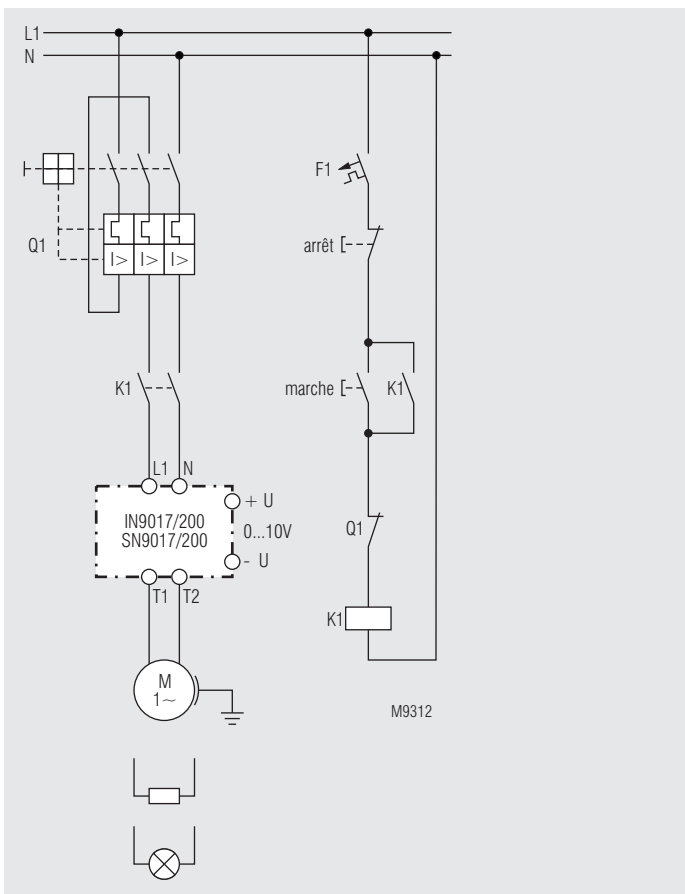 L1
N
F1
Q1
arrêt
I> I> I>
K1
marche K1
L1 N
+ U
IN9017/200
SN9017/200
0...10V
Q1
- U
T1 T2
K1
M
1~
M9312